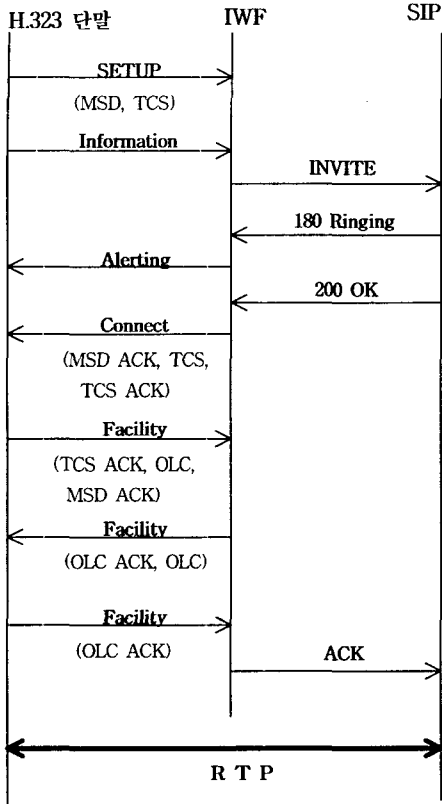 H.323 단말 IWF SIP
SETUP
(MSD, TCS)
Information
INVITE
180 Ringing
Alerting
200 OK
Connect
(MSD ACK, TCS,
TCS ACK)
Facility
(TCS ACK, OLC,
MSD ACK)
Facility
(OLC ACK, OLC)
Facility
(OLC ACK)
ACK
R T P